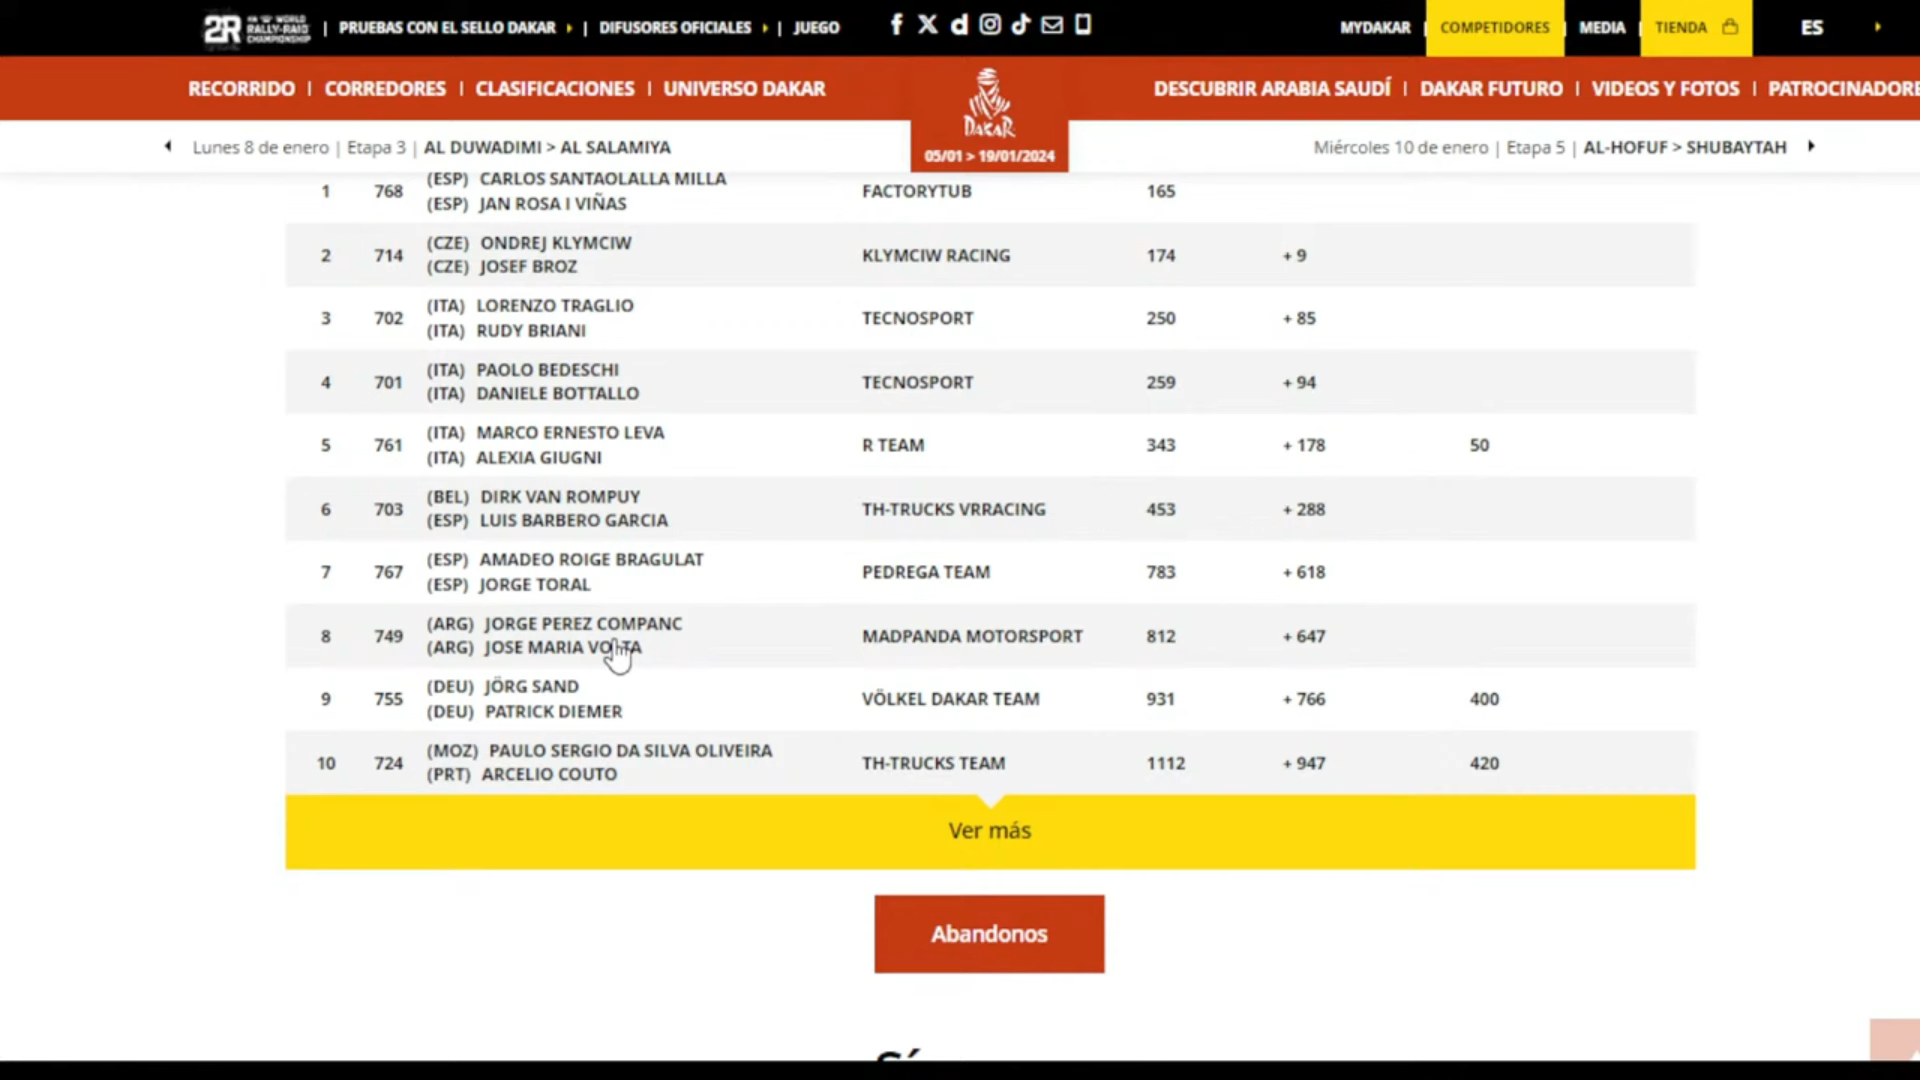 2R FIA WORLD RALLY-RAID CHAMPIONSHIP | PRUEBAS CON EL SELLO DAKAR | DIFUSORES OFICIALES | JUEGO MYDAKAR | COMPETIDORES | MEDIA | TIENDA ES
RECORRIDO | CORREDORES | CLASIFICACIONES | UNIVERSO DAKAR DESCUBRIR ARABIA SAUDÍ | DAKAR FUTURO | VIDEOS Y FOTOS | PATROCINADORE
DAKAR
05/01 > 19/01/2024
Lunes 8 de enero | Etapa 3 | AL DUWADIMI > AL SALAMIYA Miércoles 10 de enero | Etapa 5 | AL-HOFUF > SHUBAYTAH
1 768 (ESP) CARLOS SANTAOLALLA MILLA FACTORYTUB 165
(ESP) JAN ROSA I VIÑAS
2 714 (CZE) ONDREJ KLYMCIW KLYMCIW RACING 174 + 9
(CZE) JOSEF BROZ
3 702 (ITA) LORENZO TRAGLIO TECNOSPORT 250 + 85
(ITA) RUDY BRIANI
4 701 (ITA) PAOLO BEDESCHI TECNOSPORT 259 + 94
(ITA) DANIELE BOTTALLO
5 761 (ITA) MARCO ERNESTO LEVA R TEAM 343 + 178 50
(ITA) ALEXIA GIUGNI
6 703 (BEL) DIRK VAN ROMPUY TH-TRUCKS VRRACING 453 + 288
(ESP) LUIS BARBERO GARCIA
7 767 (ESP) AMADEO ROIGE BRAGULAT PEDREGA TEAM 783 + 618
(ESP) JORGE TORAL
8 749 (ARG) JORGE PEREZ COMPANC MADPANDA MOTORSPORT 812 + 647
(ARG) JOSE MARIA VOLTA
9 755 (DEU) JÖRG SAND VÖLKEL DAKAR TEAM 931 + 766 400
(DEU) PATRICK DIEMER
10 724 (MOZ) PAULO SERGIO DA SILVA OLIVEIRA TH-TRUCKS TEAM 1112 + 947 420
(PRT) ARCELIO COUTO
Ver más
Abandonos